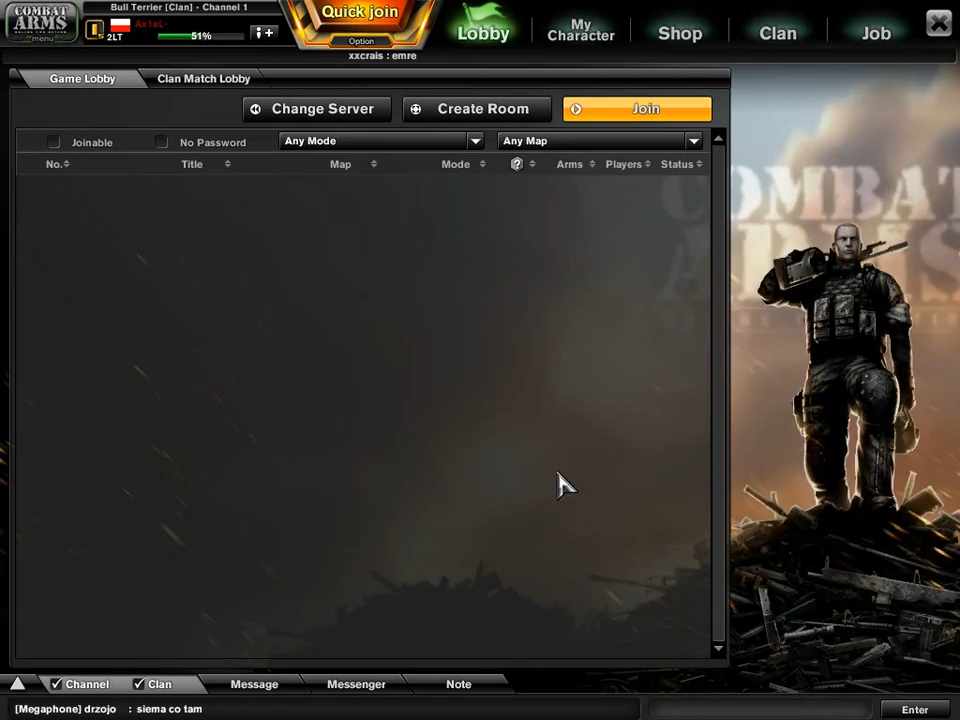 COMBAT ARMS
menu
Bull Terrier [Clan] - Channel 1
2LT
51%
Quick join
Option
xxcrais : emre
Lobby
My Character
Shop
Clan
Job
Game Lobby
Clan Match Lobby
Change Server
Create Room
Join
Joinable
No Password
Any Mode
Any Map
No.
Title
Map
Mode
Arms
Players
Status
COMBAT
ARMS
Channel
Clan
Message
Messenger
Note
[Megaphone] drzojo : siema co tam
Enter